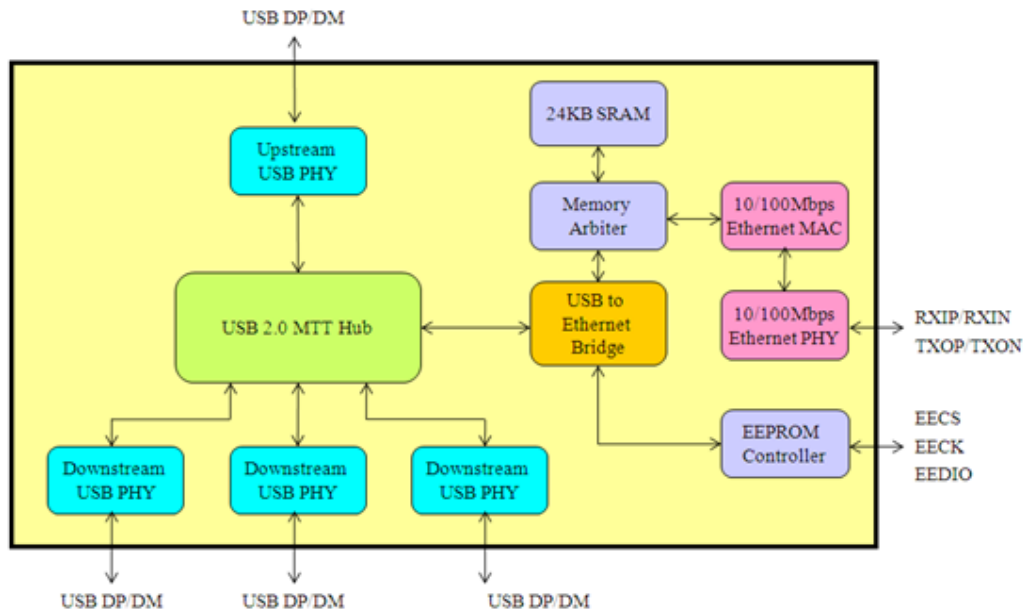 USB DP/DM
24KB SRAM
Upstream
USB PHY
Memory
Arbiter
10/100Mbps
Ethernet MAC
USB 2.0 MTT Hub
USB to
Ethernet
Bridge
10/100Mbps
Ethernet PHY
RXIP/RXIN
TXOP/TXON
Downstream
USB PHY
Downstream
USB PHY
Downstream
USB PHY
EEPROM
Controller
EECS
EECK
EEDIO
USB DP/DM
USB DP/DM
USB DP/DM